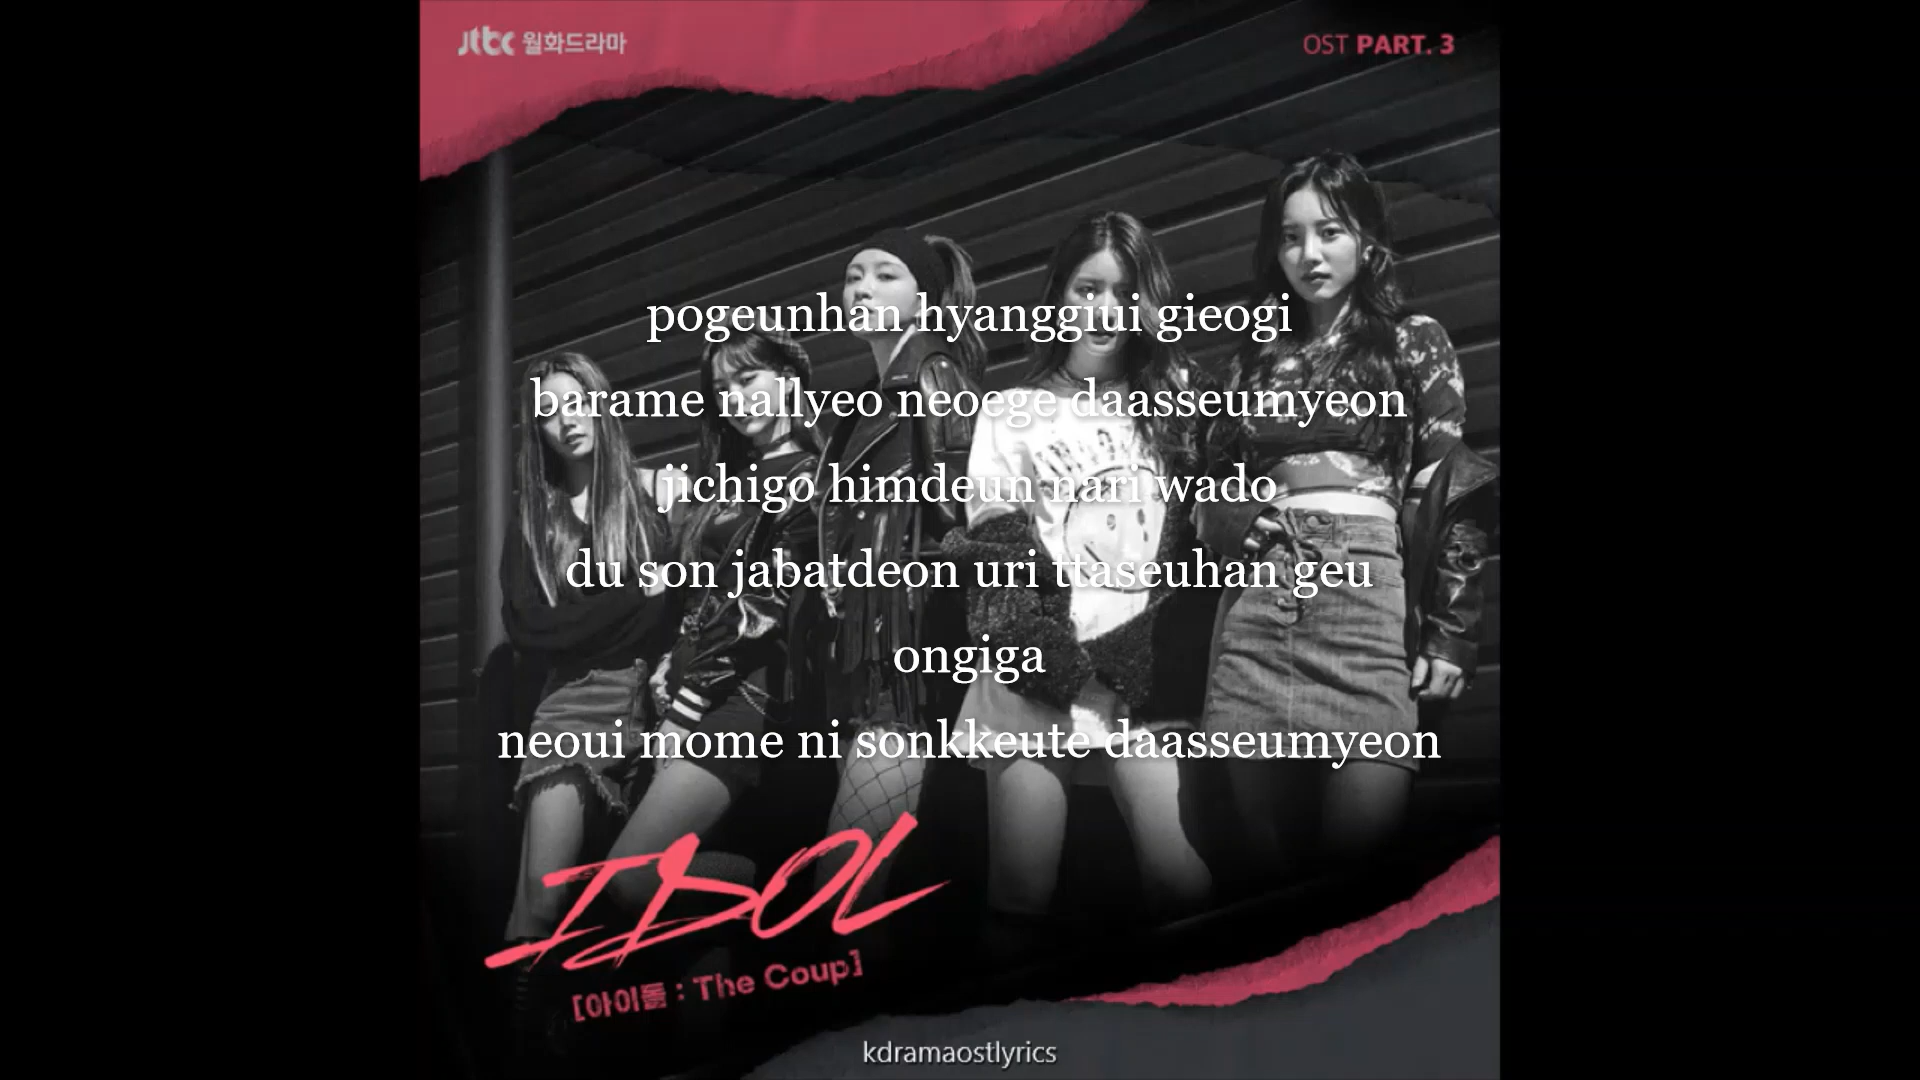 JTBC 월화드라마
OST PART. 3
pogeunhan hyanggiui gieogi
barame nallyeo neoege daasseumyeon
jichigo himdeun nari wado
du son jabatdeon uri ttaseuhan geu
ongiga
neoui mome ni sonkkeute daasseumyeon
IDOL
[아이돌 : The Coup]
kdramaostlyrics